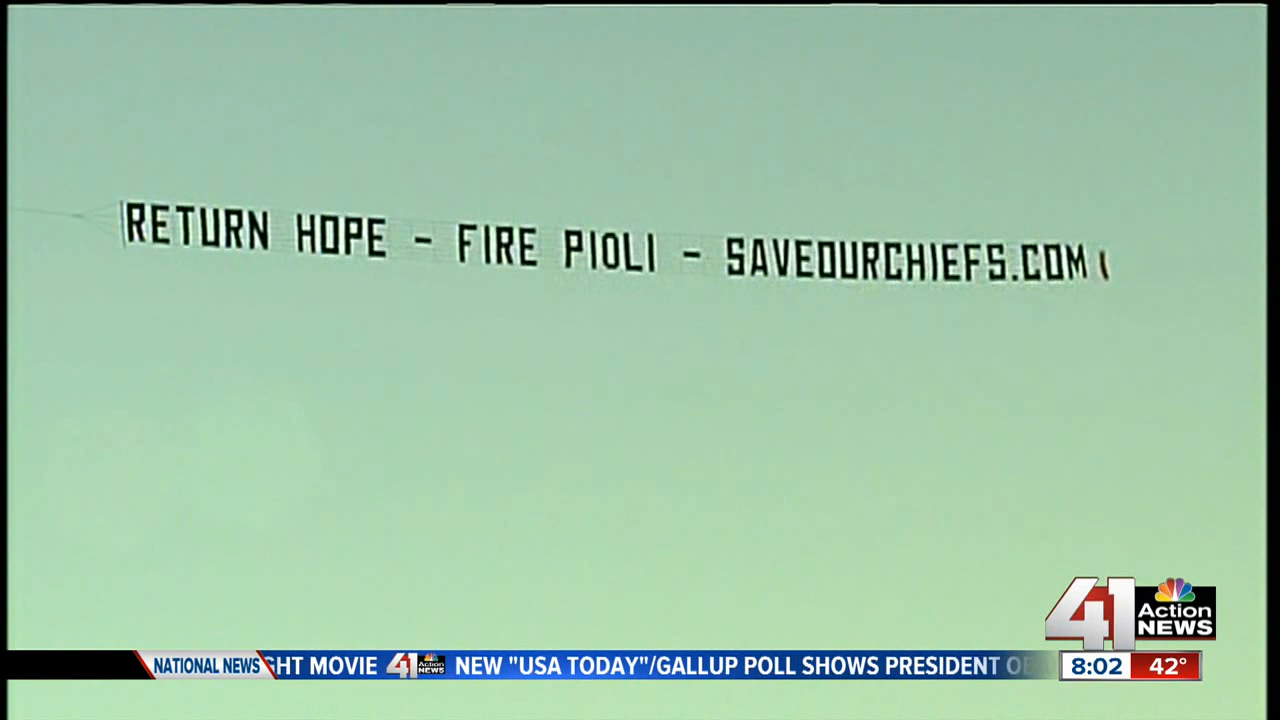 RETURN HOPE - FIRE PIOLI - SAVEOURCHIEFS.COM
41 Action NEWS
NATIONAL NEWS GHT MOVIE 41 Action NEWS NEW "USA TODAY"/GALLUP POLL SHOWS PRESIDENT 8:02 42°